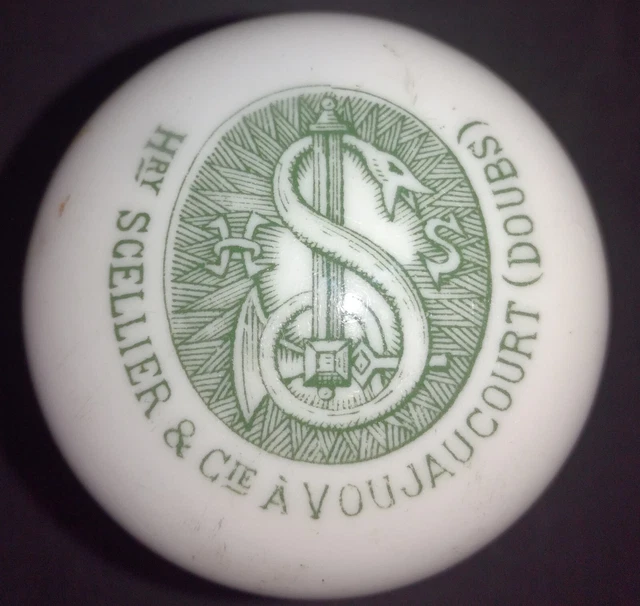 H S
HRY SCELLIER & CIE À VOUJAUCOURT (DOUBS)